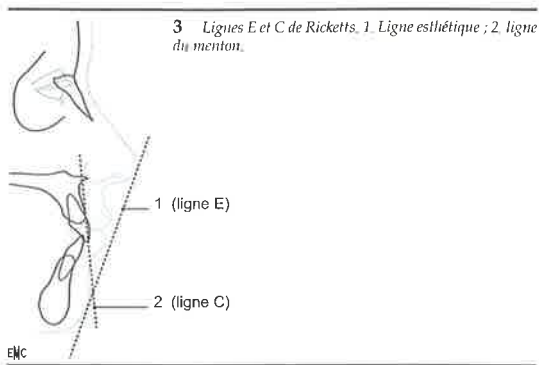 3 Lignes E et C de Ricketts. 1. Ligne esthétique ; 2. ligne
du menton.
1 (ligne E)
2 (ligne C)
EMC